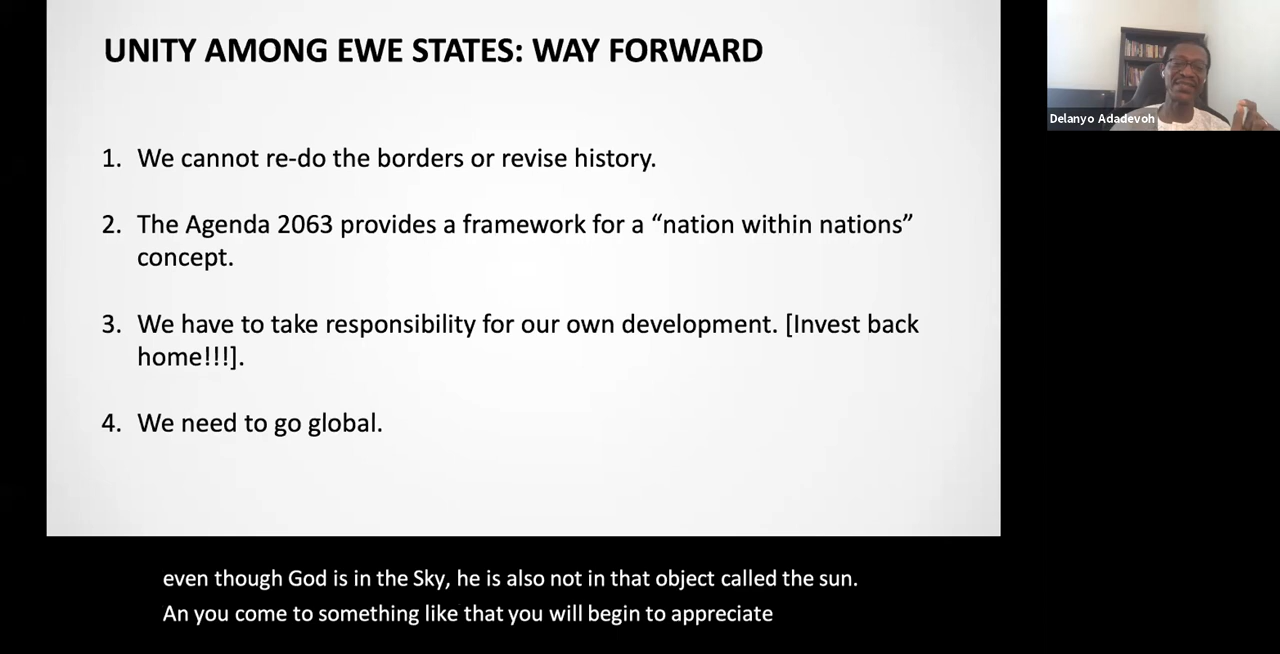 UNITY AMONG EWE STATES: WAY FORWARD
1. We cannot re-do the borders or revise history.
2. The Agenda 2063 provides a framework for a “nation within nations”
concept.
3. We have to take responsibility for our own development. [Invest back
home!!!].
4. We need to go global.
Delanyo Adadevoh
even though God is in the Sky, he is also not in that object called the sun.
An you come to something like that you will begin to appreciate